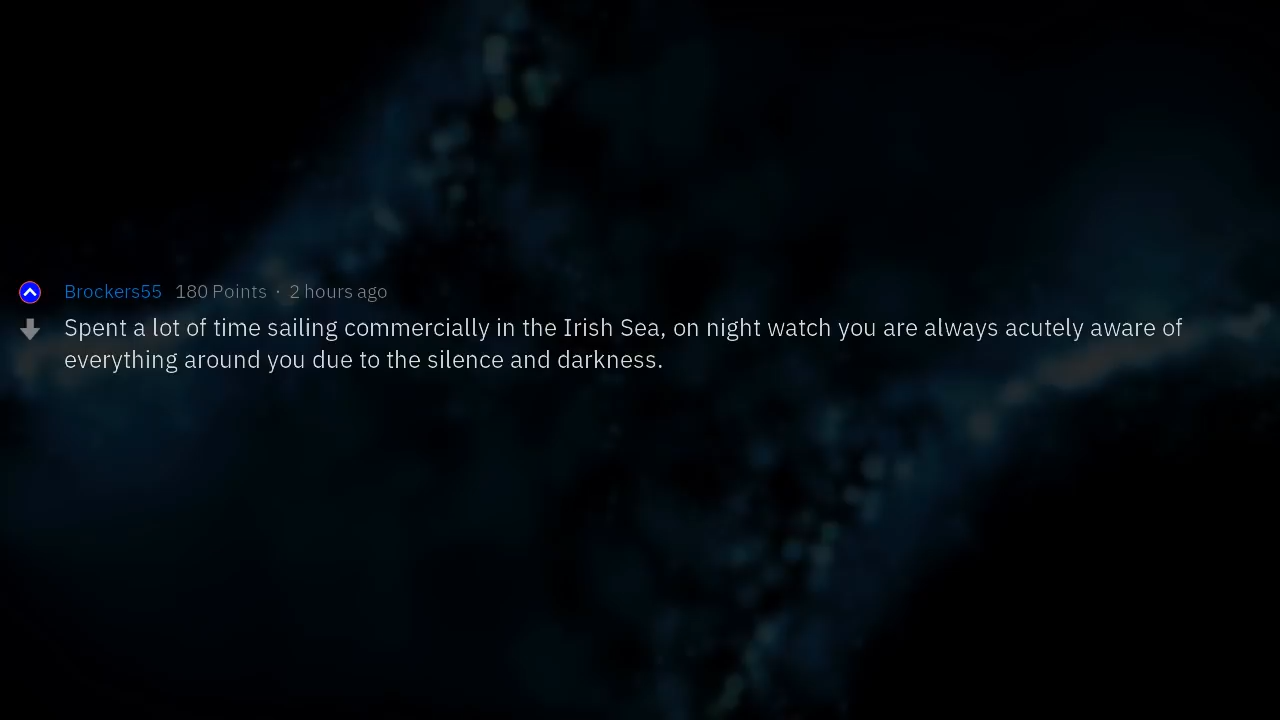 Brockers55 180 Points · 2 hours ago
Spent a lot of time sailing commercially in the Irish Sea, on night watch you are always acutely aware of
everything around you due to the silence and darkness.